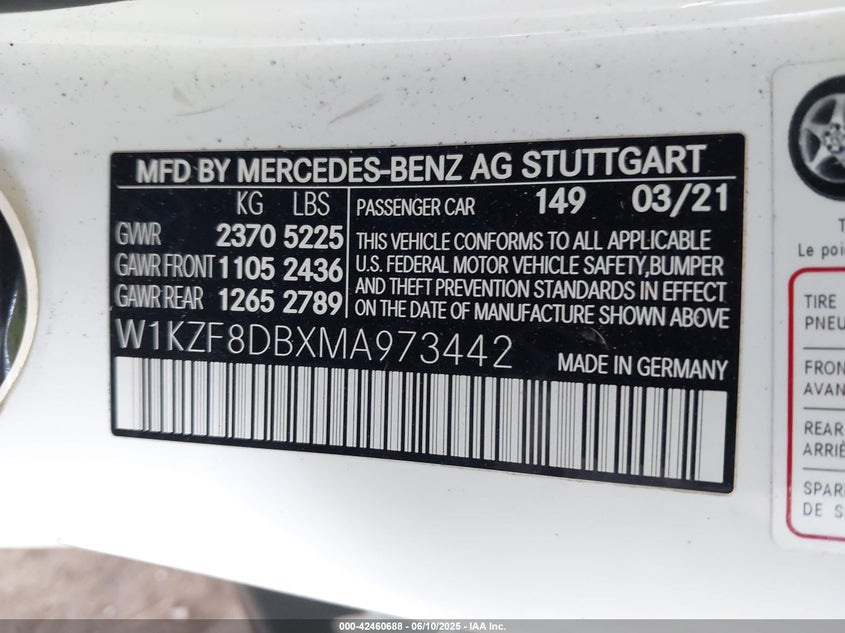 MFD BY MERCEDES-BENZ AG STUTTGART
KG LBS
GVWR 2370 5225
GAWR FRONT 1105 2436
GAWR REAR 1265 2789
PASSENGER CAR 149 03/21
THIS VEHICLE CONFORMS TO ALL APPLICABLE
U.S. FEDERAL MOTOR VEHICLE SAFETY,BUMPER
AND THEFT PREVENTION STANDARDS IN EFFECT
ON THE DATE OF MANUFACTURE SHOWN ABOVE
W1KZF8DBXMA973442
MADE IN GERMANY
Le
TIRE
FRON
AVAN
REAR
DE
000-42460688 - 06/10/2025 - IAA Inc.